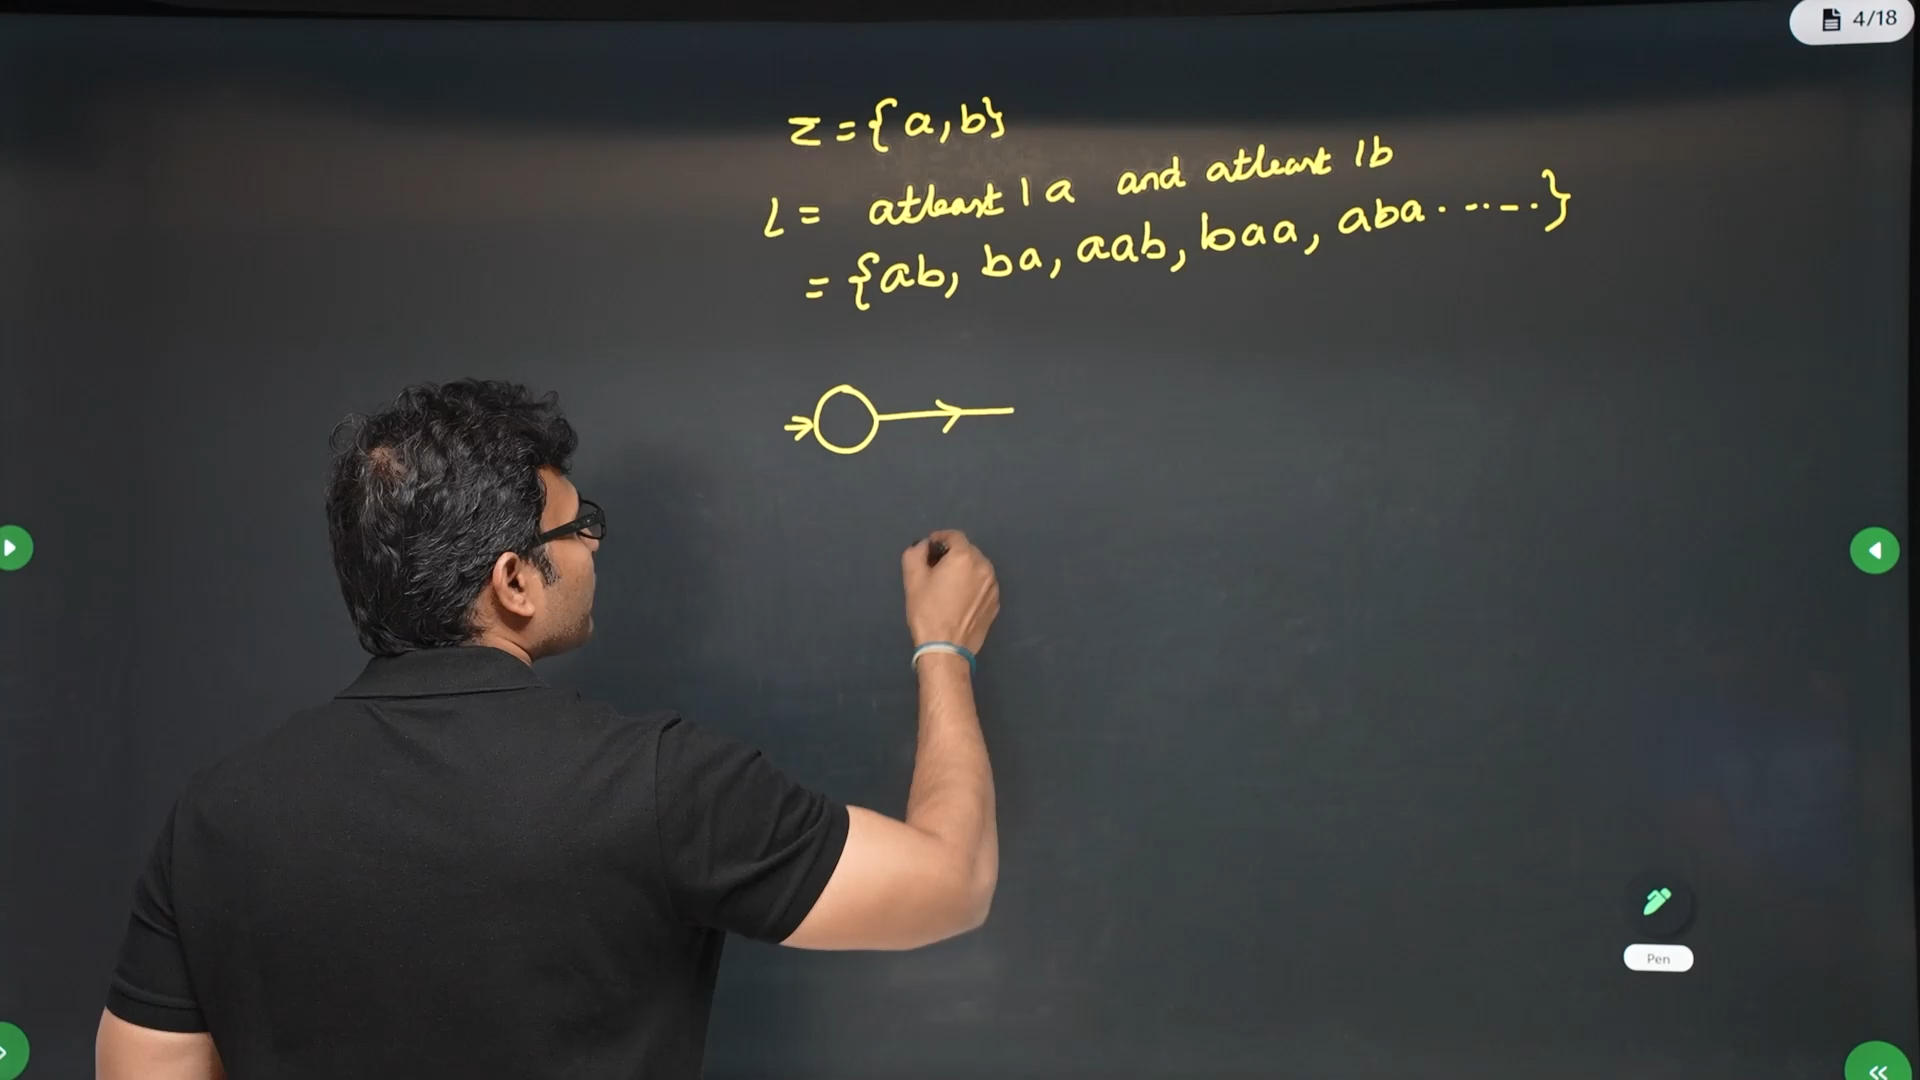 4/18
Σ = {a, b}
L = atleast 1 a and atleast 1b
= {ab, ba, aab, baa, aba ......}
Pen